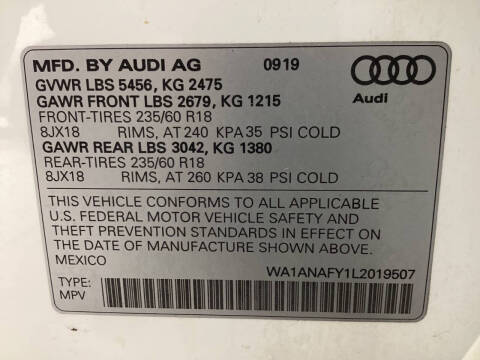 MFD. BY AUDI AG 0919
GVWR LBS 5456, KG 2475
GAWR FRONT LBS 2679, KG 1215
FRONT-TIRES 235/60 R18
8JX18 RIMS, AT 240 KPA 35 PSI COLD
GAWR REAR LBS 3042, KG 1380
REAR-TIRES 235/60 R18
8JX18 RIMS, AT 260 KPA 38 PSI COLD
Audi
THIS VEHICLE CONFORMS TO ALL APPLICABLE
U.S. FEDERAL MOTOR VEHICLE SAFETY AND
THEFT PREVENTION STANDARDS IN EFFECT ON
THE DATE OF MANUFACTURE SHOWN ABOVE.
MEXICO
WA1ANAFY1L2019507
TYPE:
MPV